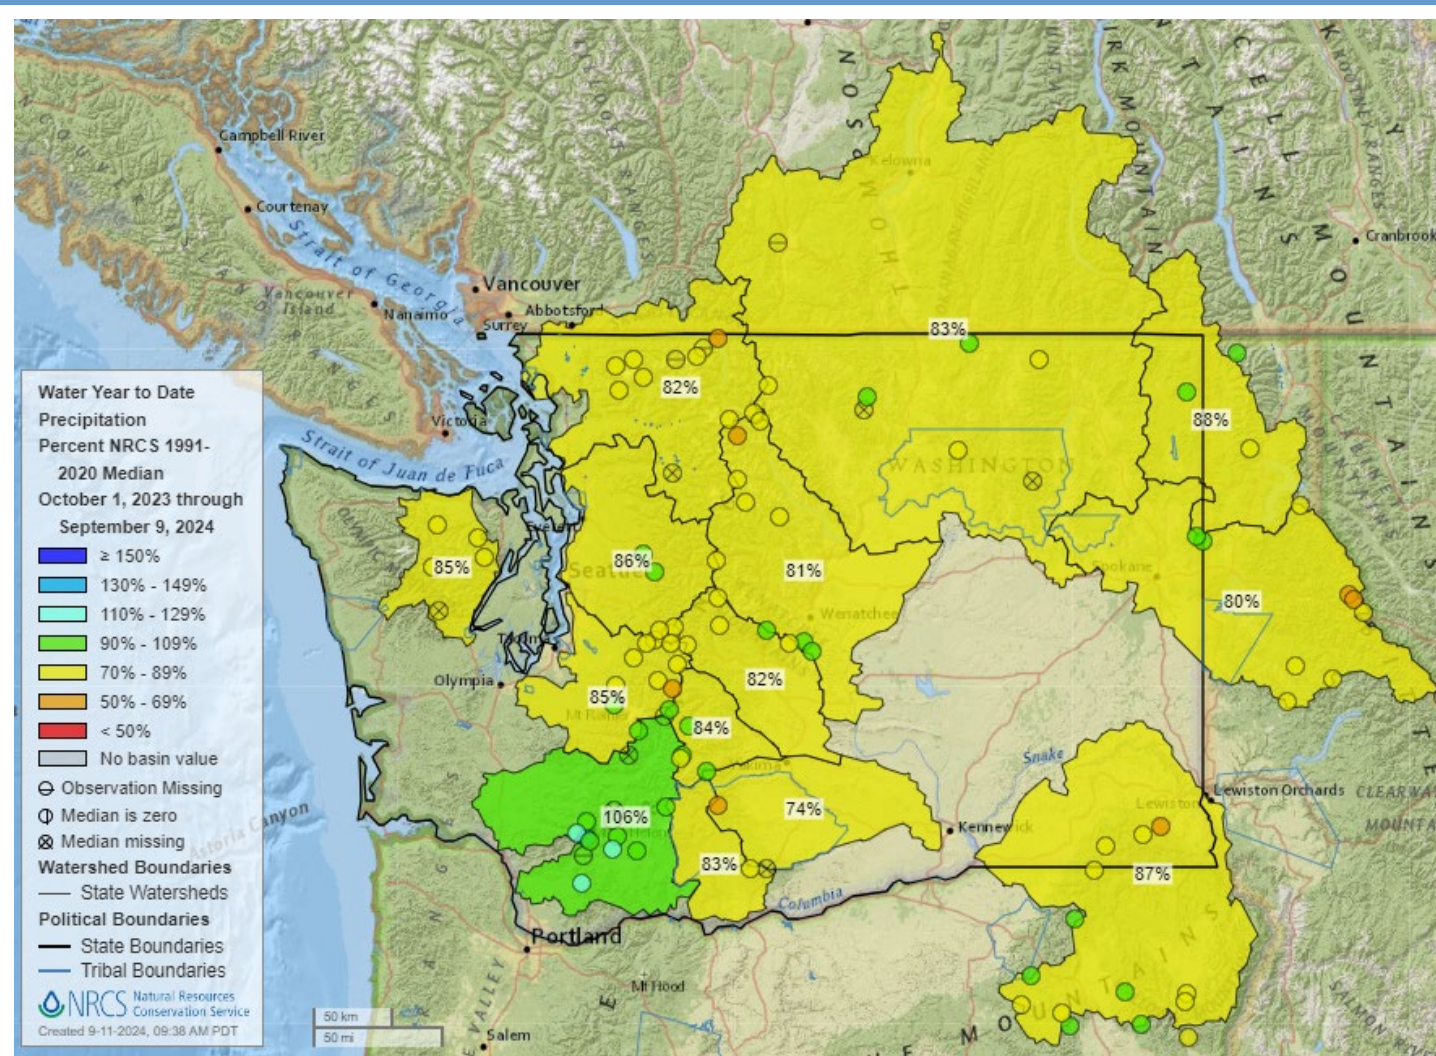 Campbell River
Courtenay
Strait of Georgia
Vancouver
Island
Nanaimo
Vancouver
Abbotsford
Surrey
Victoria
Strait of Juan de Fuca
Kelowna
Cranbrook
WASHINGTON
Everett
Seattle
Wenatchee
Spokane
Tacoma
Olympia
Mt Rainier
Yakima
Snake
Lewiston
Lewiston Orchards
Kennewick
Columbia
Astoria Canyon
Portland
Mt Hood
Salem
83%
82%
88%
85%
86%
81%
80%
82%
85%
84%
106%
74%
83%
87%
Water Year to Date
Precipitation
Percent NRCS 1991-
2020 Median
October 1, 2023 through
September 9, 2024
≥ 150%
130% - 149%
110% - 129%
90% - 109%
70% - 89%
50% - 69%
< 50%
No basin value
Observation Missing
Median is zero
Median missing
Watershed Boundaries
State Watersheds
Political Boundaries
State Boundaries
Tribal Boundaries
NRCS Natural Resources
Conservation Service
Created 9-11-2024, 09:38 AM PDT
50 km
50 mi